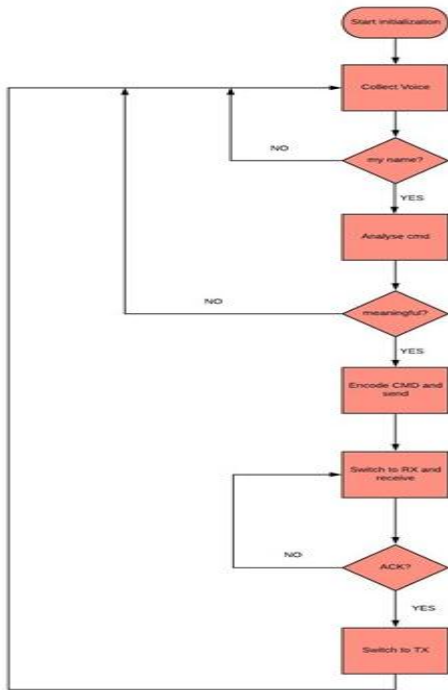 Start initialization
Collect Voice
NO
my name?
YES
Analyse cmd
NO
meaningful?
YES
Encode CMD and
send
Switch to RX and
receive
NO
ACK?
YES
Switch to TX